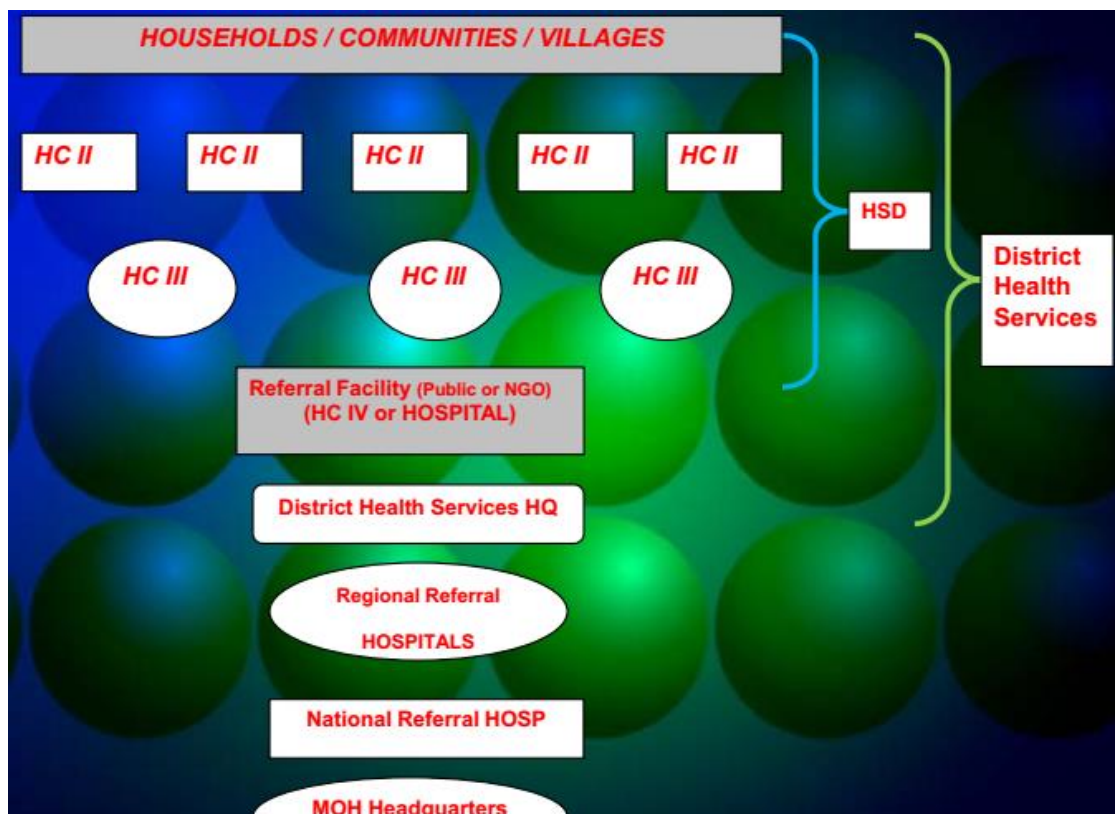 HOUSEHOLDS / COMMUNITIES / VILLAGES
HC II
HC II
HC II
HC II
HC II
HSD
HC III
HC III
HC III
District
Health
Services
Referral Facility (Public or NGO)
(HC IV or HOSPITAL)
District Health Services HQ
Regional Referral
HOSPITALS
National Referral HOSP
MOH Headquarters